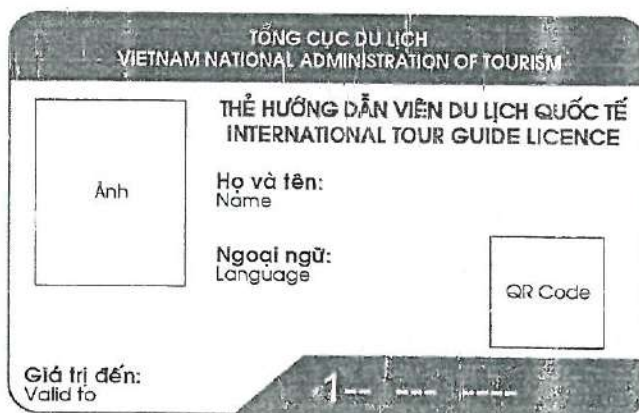 TỔNG CỤC DU LỊCH
VIETNAM NATIONAL ADMINISTRATION OF TOURISM
THẺ HƯỚNG DẪN VIÊN DU LỊCH QUỐC TẾ
INTERNATIONAL TOUR GUIDE LICENCE
Ảnh
Họ và tên:
Name
Ngoại ngữ:
Language
QR Code
Giá trị đến:
Valid to
1-- --- ----